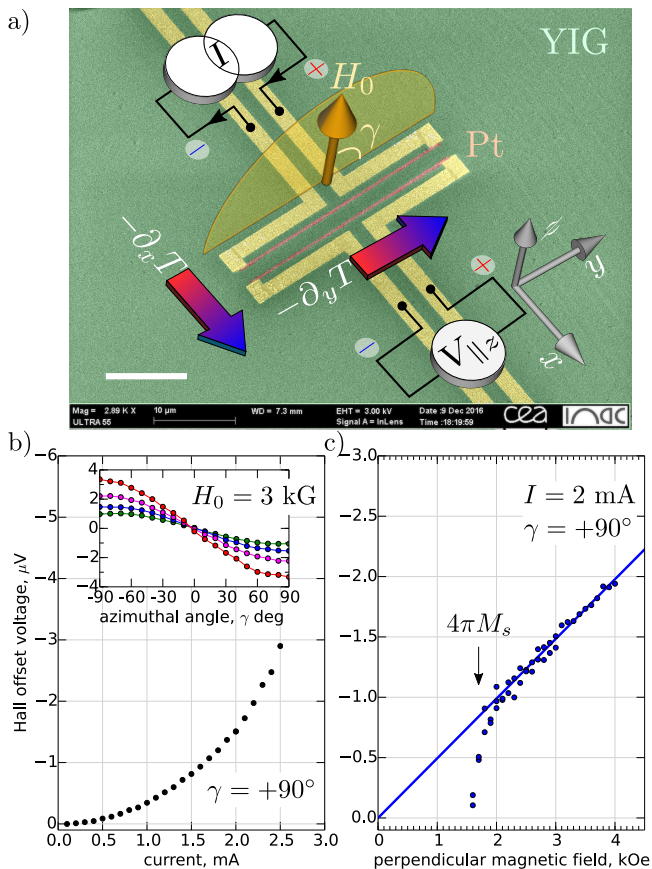 a)
YIG
I
H₀
γ
Pt
−∂ₓT
−∂yT
z
y
x
V∥z
Mag = 2.89 K X 10 µm WD = 7.3 mm EHT = 3.00 kV Date :9 Dec 2016
ULTRA 55 Signal A = InLens Time :18:19:59
cea inac
b)
c)
−6
−5
−4
−3
−2
−1
0
Hall offset voltage, µV
4
2
0
−2
−4
H₀ = 3 kG
-90 -60 -30 0 30 60 90
azimuthal angle, γ deg
γ = +90°
0 0.5 1.0 1.5 2.0 2.5 3.0
current, mA
−3.0
−2.5
−2.0
−1.5
−1.0
−0.5
−0.0
I = 2 mA
γ = +90°
4πMs
0 1 2 3 4
perpendicular magnetic field, kOe